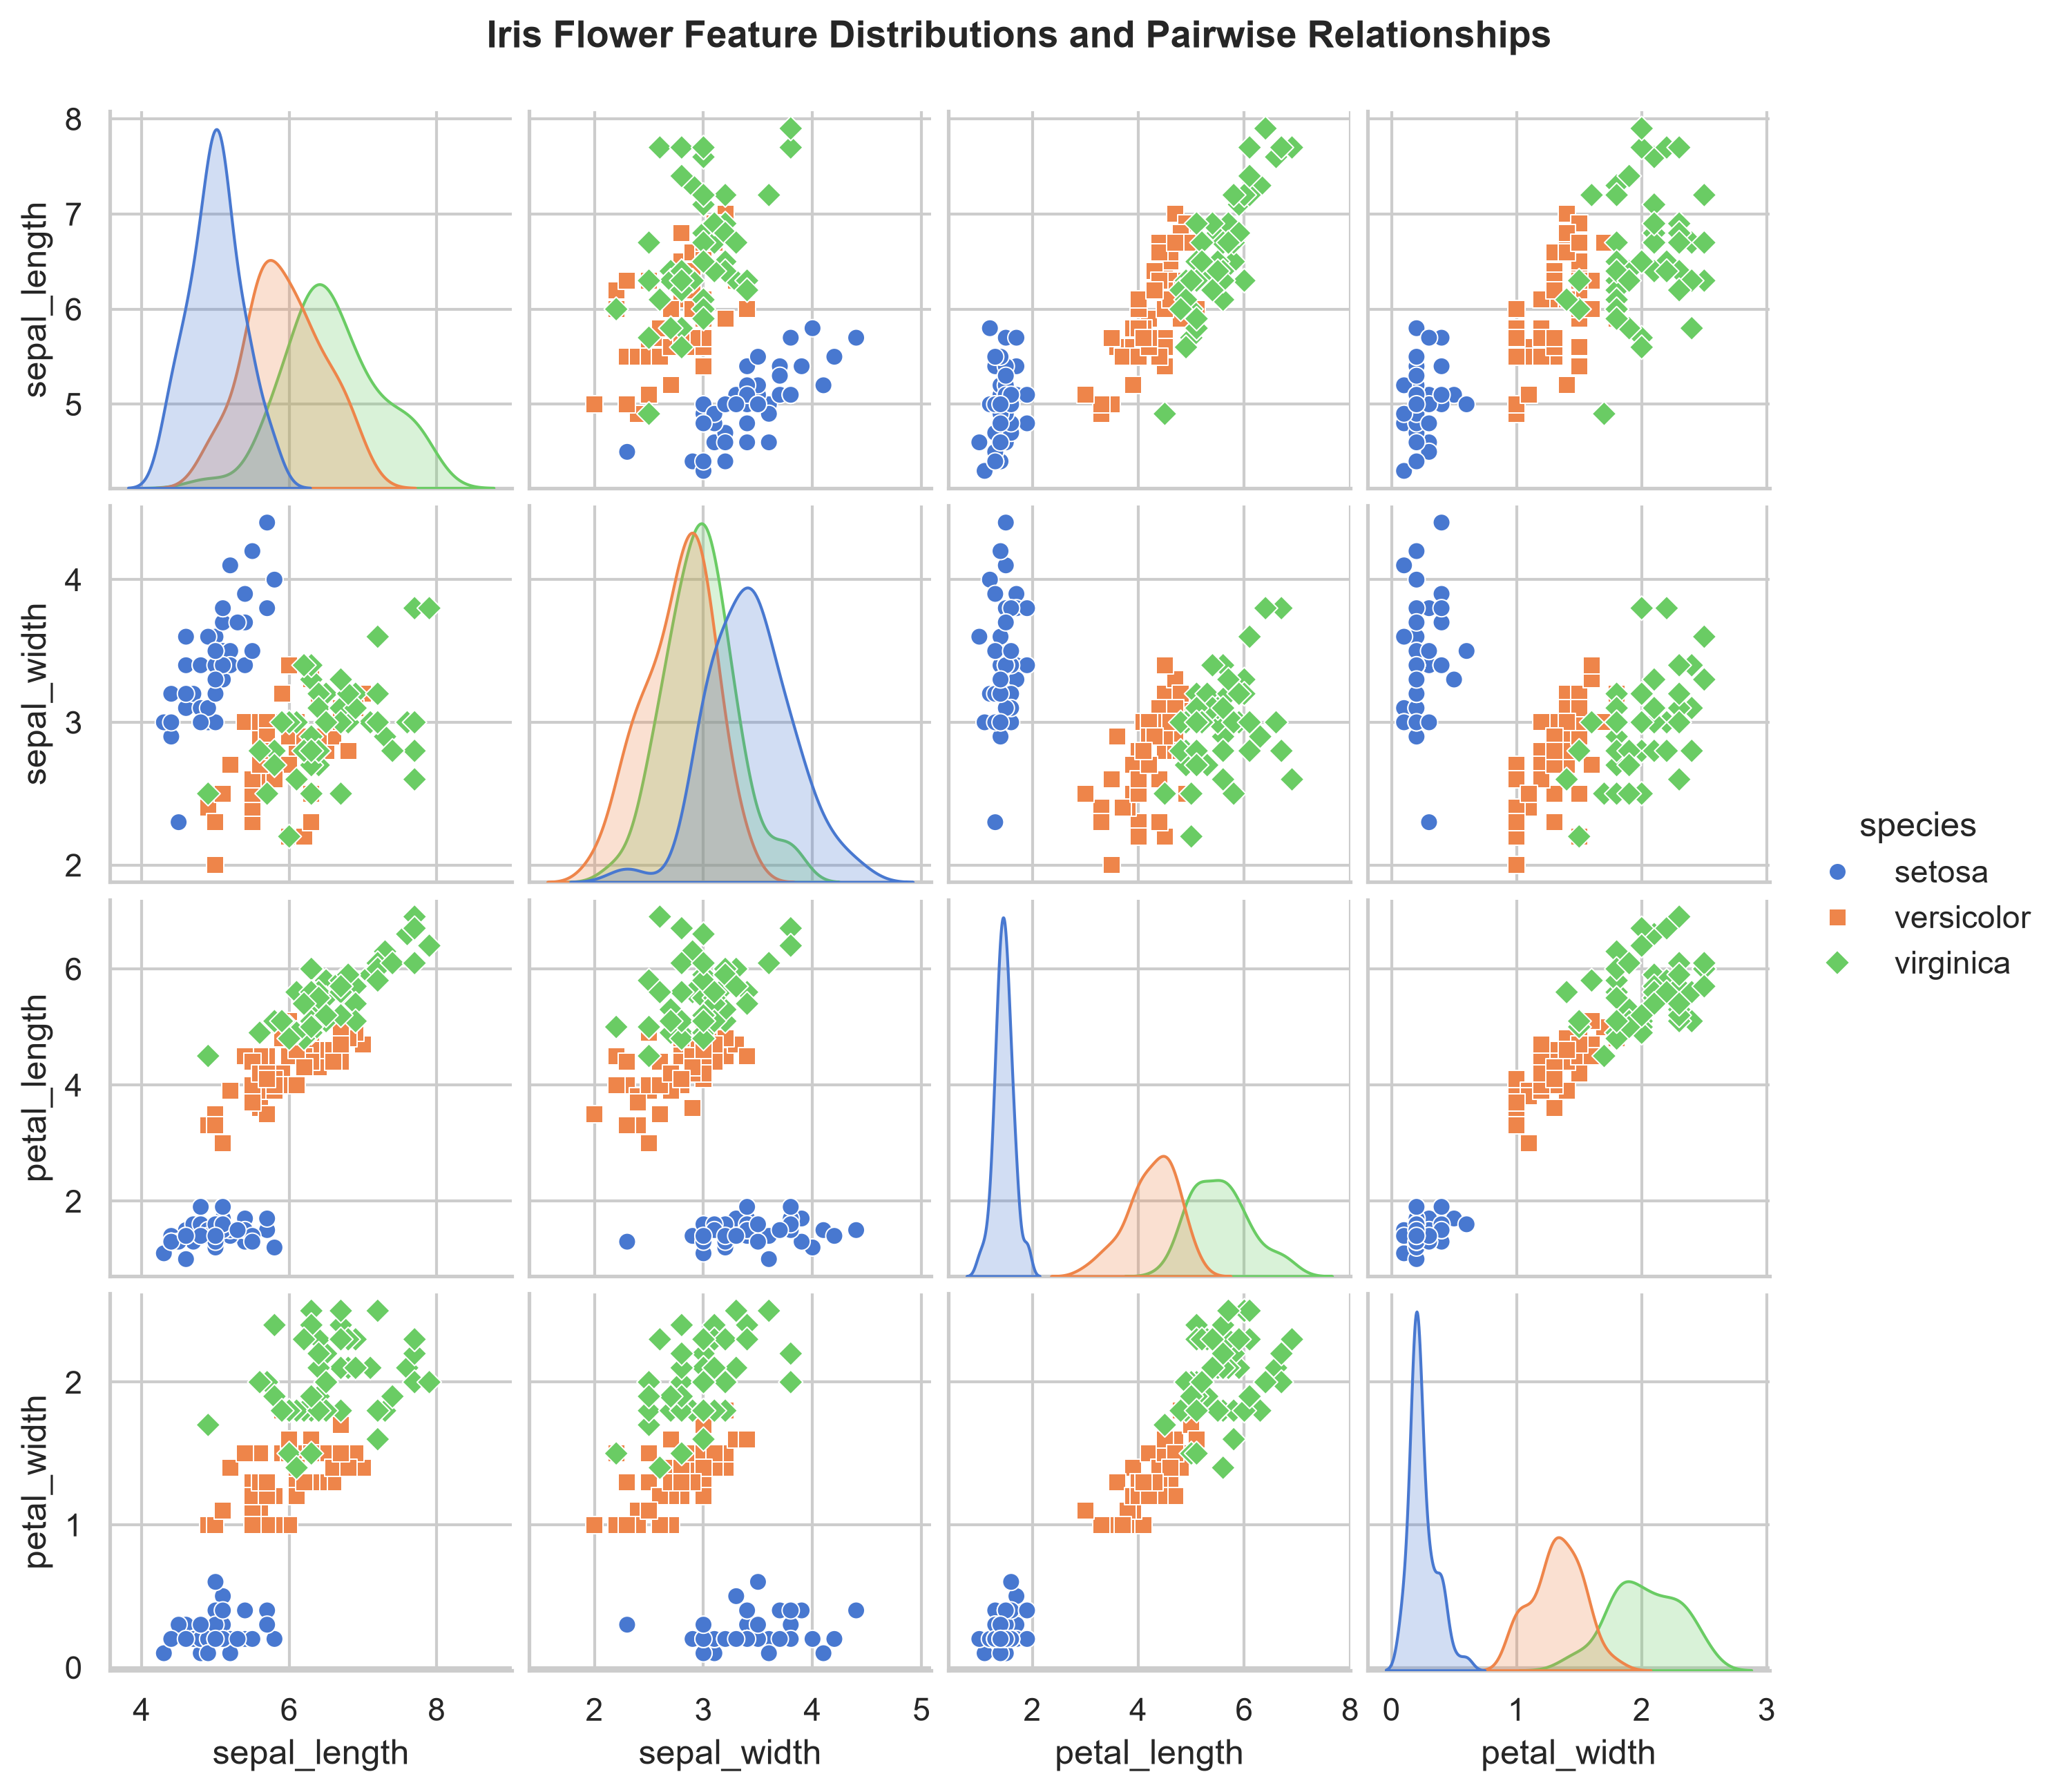 Iris Flower Feature Distributions and Pairwise Relationships
8
7
6
5
sepal_length
4
3
2
sepal_width
6
4
2
petal_length
2
1
0
petal_width
4 6 8
2 3 4 5
2 4 6 8
0 1 2 3
sepal_length
sepal_width
petal_length
petal_width
species
setosa
versicolor
virginica